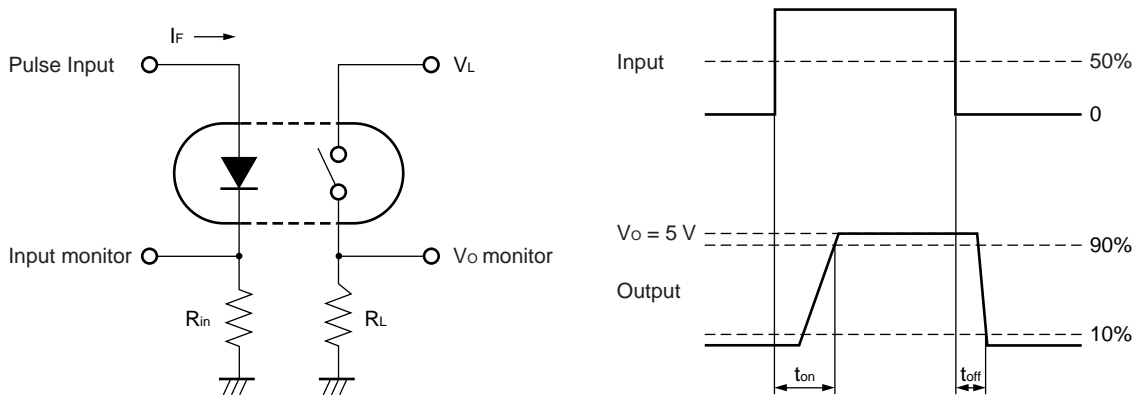 IF
Pulse Input
VL
Input monitor
VO monitor
Rin
RL
Input
50%
0
VO = 5 V
90%
Output
10%
ton
toff